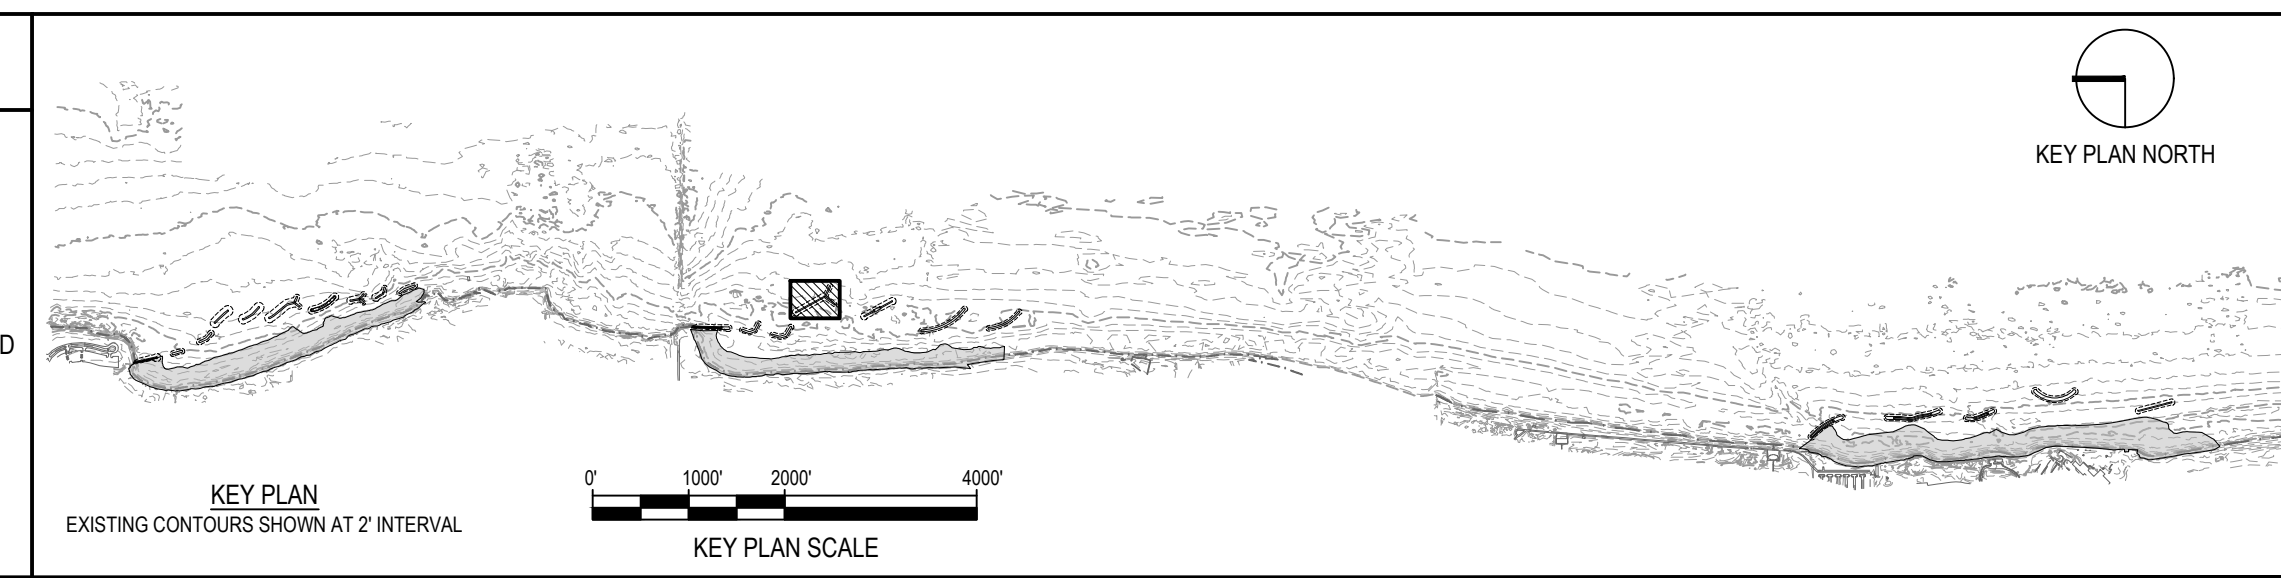 KEY PLAN NORTH
D
0' 1000' 2000' 4000'
KEY PLAN
EXISTING CONTOURS SHOWN AT 2' INTERVAL
KEY PLAN SCALE